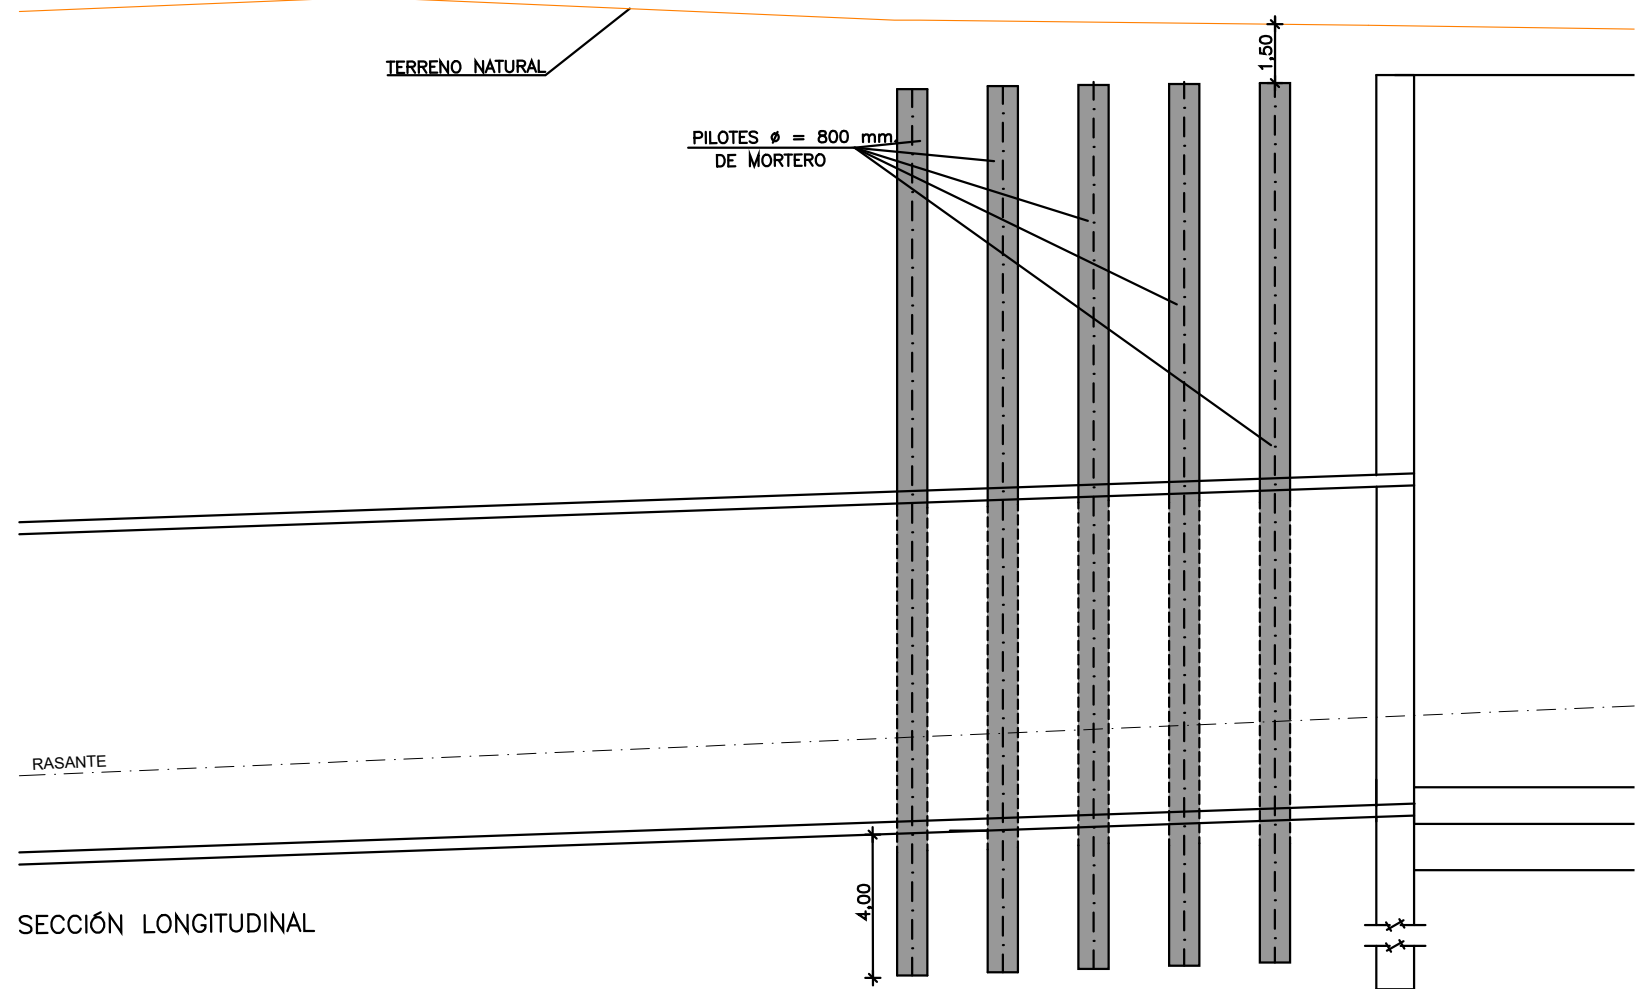 1,50
TERRENO NATURAL
PILOTES ø = 800 mm.
DE MORTERO
RASANTE
4,00
SECCIÓN LONGITUDINAL